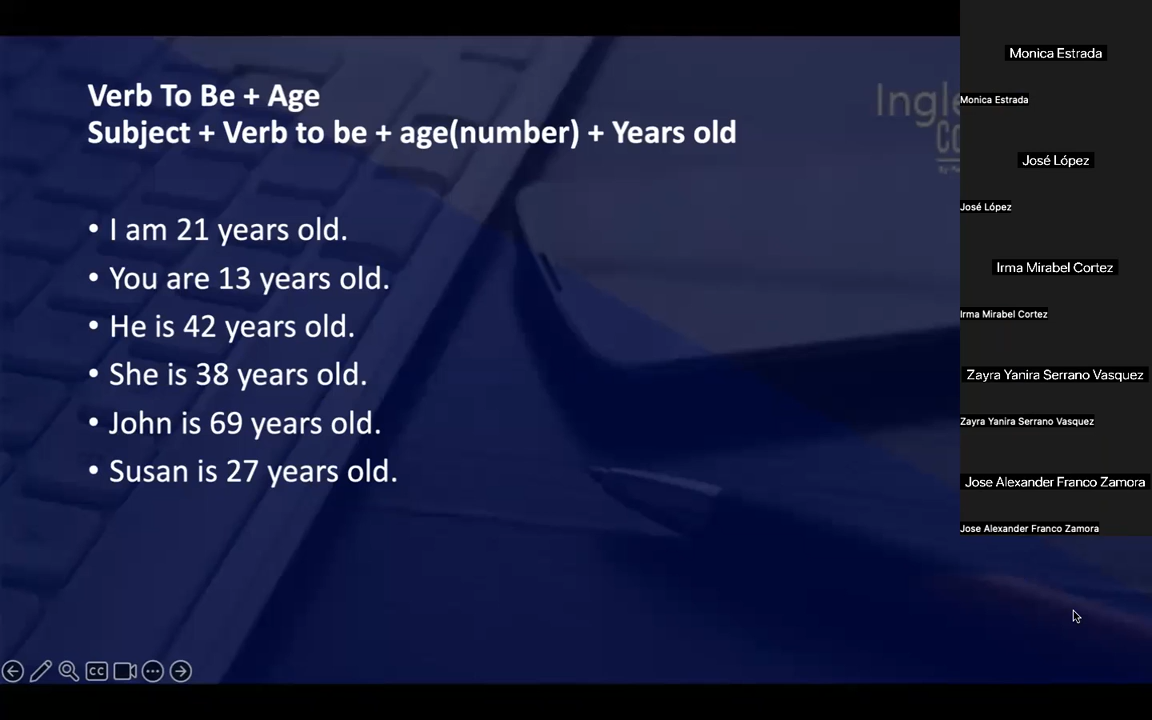 Verb To Be + Age
Subject + Verb to be + age(number) + Years old
• I am 21 years old.
• You are 13 years old.
• He is 42 years old.
• She is 38 years old.
• John is 69 years old.
• Susan is 27 years old.
Monica Estrada
Monica Estrada
José López
José López
Irma Mirabel Cortez
Irma Mirabel Cortez
Zayra Yanira Serrano Vasquez
Zayra Yanira Serrano Vasquez
Jose Alexander Franco Zamora
Jose Alexander Franco Zamora
CC